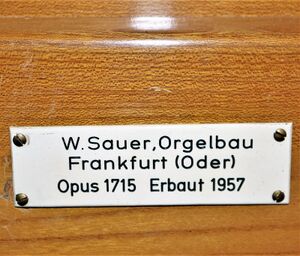 W. Sauer, Orgelbau
Frankfurt (Oder)
Opus 1715 Erbaut 1957